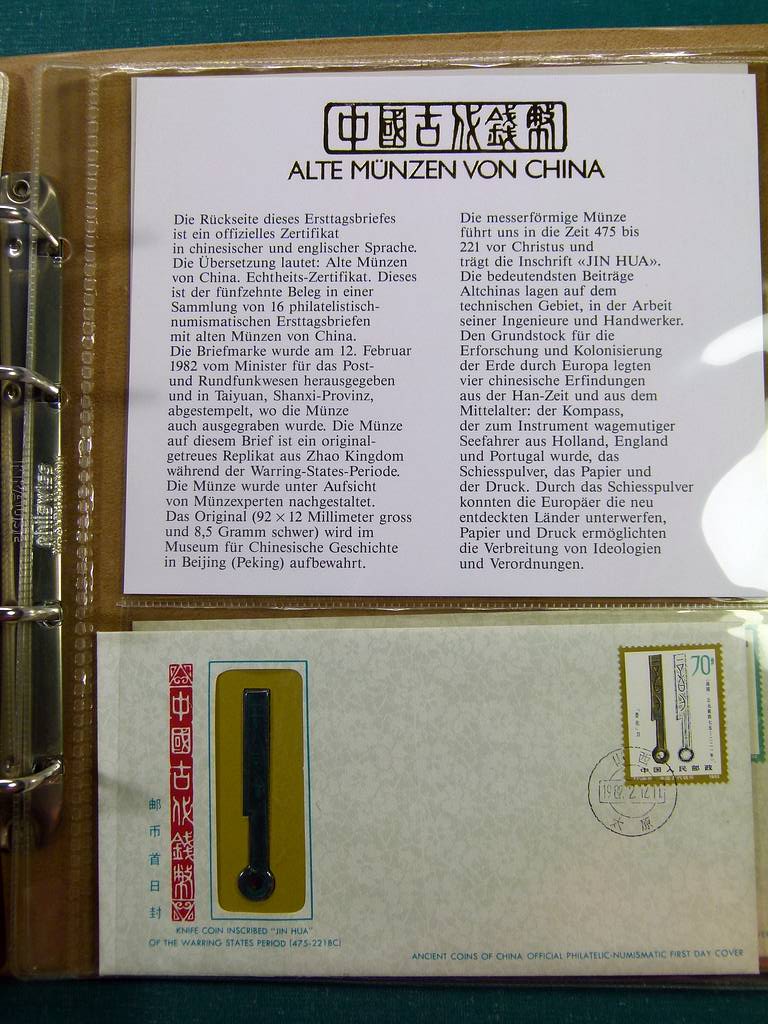 中國古代錢幣
ALTE MÜNZEN VON CHINA
Die Rückseite dieses Ersttagsbriefes
ist ein offizielles Zertifikat
in chinesischer und englischer Sprache.
Die Übersetzung lautet: Alte Münzen
von China. Echtheits-Zertifikat. Dieses
ist der fünfzehnte Beleg in einer
Sammlung von 16 philatelistisch-
numismatischen Ersttagsbriefen
mit alten Münzen von China.
Die Briefmarke wurde am 12. Februar
1982 vom Minister für das Post-
und Rundfunkwesen herausgegeben
und in Taiyuan, Shanxi-Provinz,
abgestempelt, wo die Münze
auch ausgegraben wurde. Die Münze
auf diesem Brief ist ein original-
getreues Replikat aus Zhao Kingdom
während der Warring-States-Periode.
Die Münze wurde unter Aufsicht
von Münzexperten nachgestaltet.
Das Original (92 × 12 Millimeter gross
und 8,5 Gramm schwer) wird im
Museum für Chinesische Geschichte
in Beijing (Peking) aufbewahrt.
Die messerförmige Münze
führt uns in die Zeit 475 bis
221 vor Christus und
trägt die Inschrift «JIN HUA».
Die bedeutendsten Beiträge
Altchinas lagen auf dem
technischen Gebiet, in der Arbeit
seiner Ingenieure und Handwerker.
Den Grundstock für die
Erforschung und Kolonisierung
der Erde durch Europa legten
vier chinesische Erfindungen
aus der Han-Zeit und aus dem
Mittelalter: der Kompass,
der zum Instrument wagemutiger
Seefahrer aus Holland, England
und Portugal wurde, das
Schiesspulver, das Papier und
der Druck. Durch das Schiesspulver
konnten die Europäer die neu
entdeckten Länder unterwerfen,
Papier und Druck ermöglichten
die Verbreitung von Ideologien
und Verordnungen.
philswiss
中國古代錢幣
邮币首日封
KNIFE COIN INSCRIBED "JIN HUA"
OF THE WARRING STATES PERIOD (475-221BC)
70分
中国人民邮政
山西
1982.2.12.11
太原
ANCIENT COINS OF CHINA OFFICIAL PHILATELIC-NUMISMATIC FIRST DAY COVER